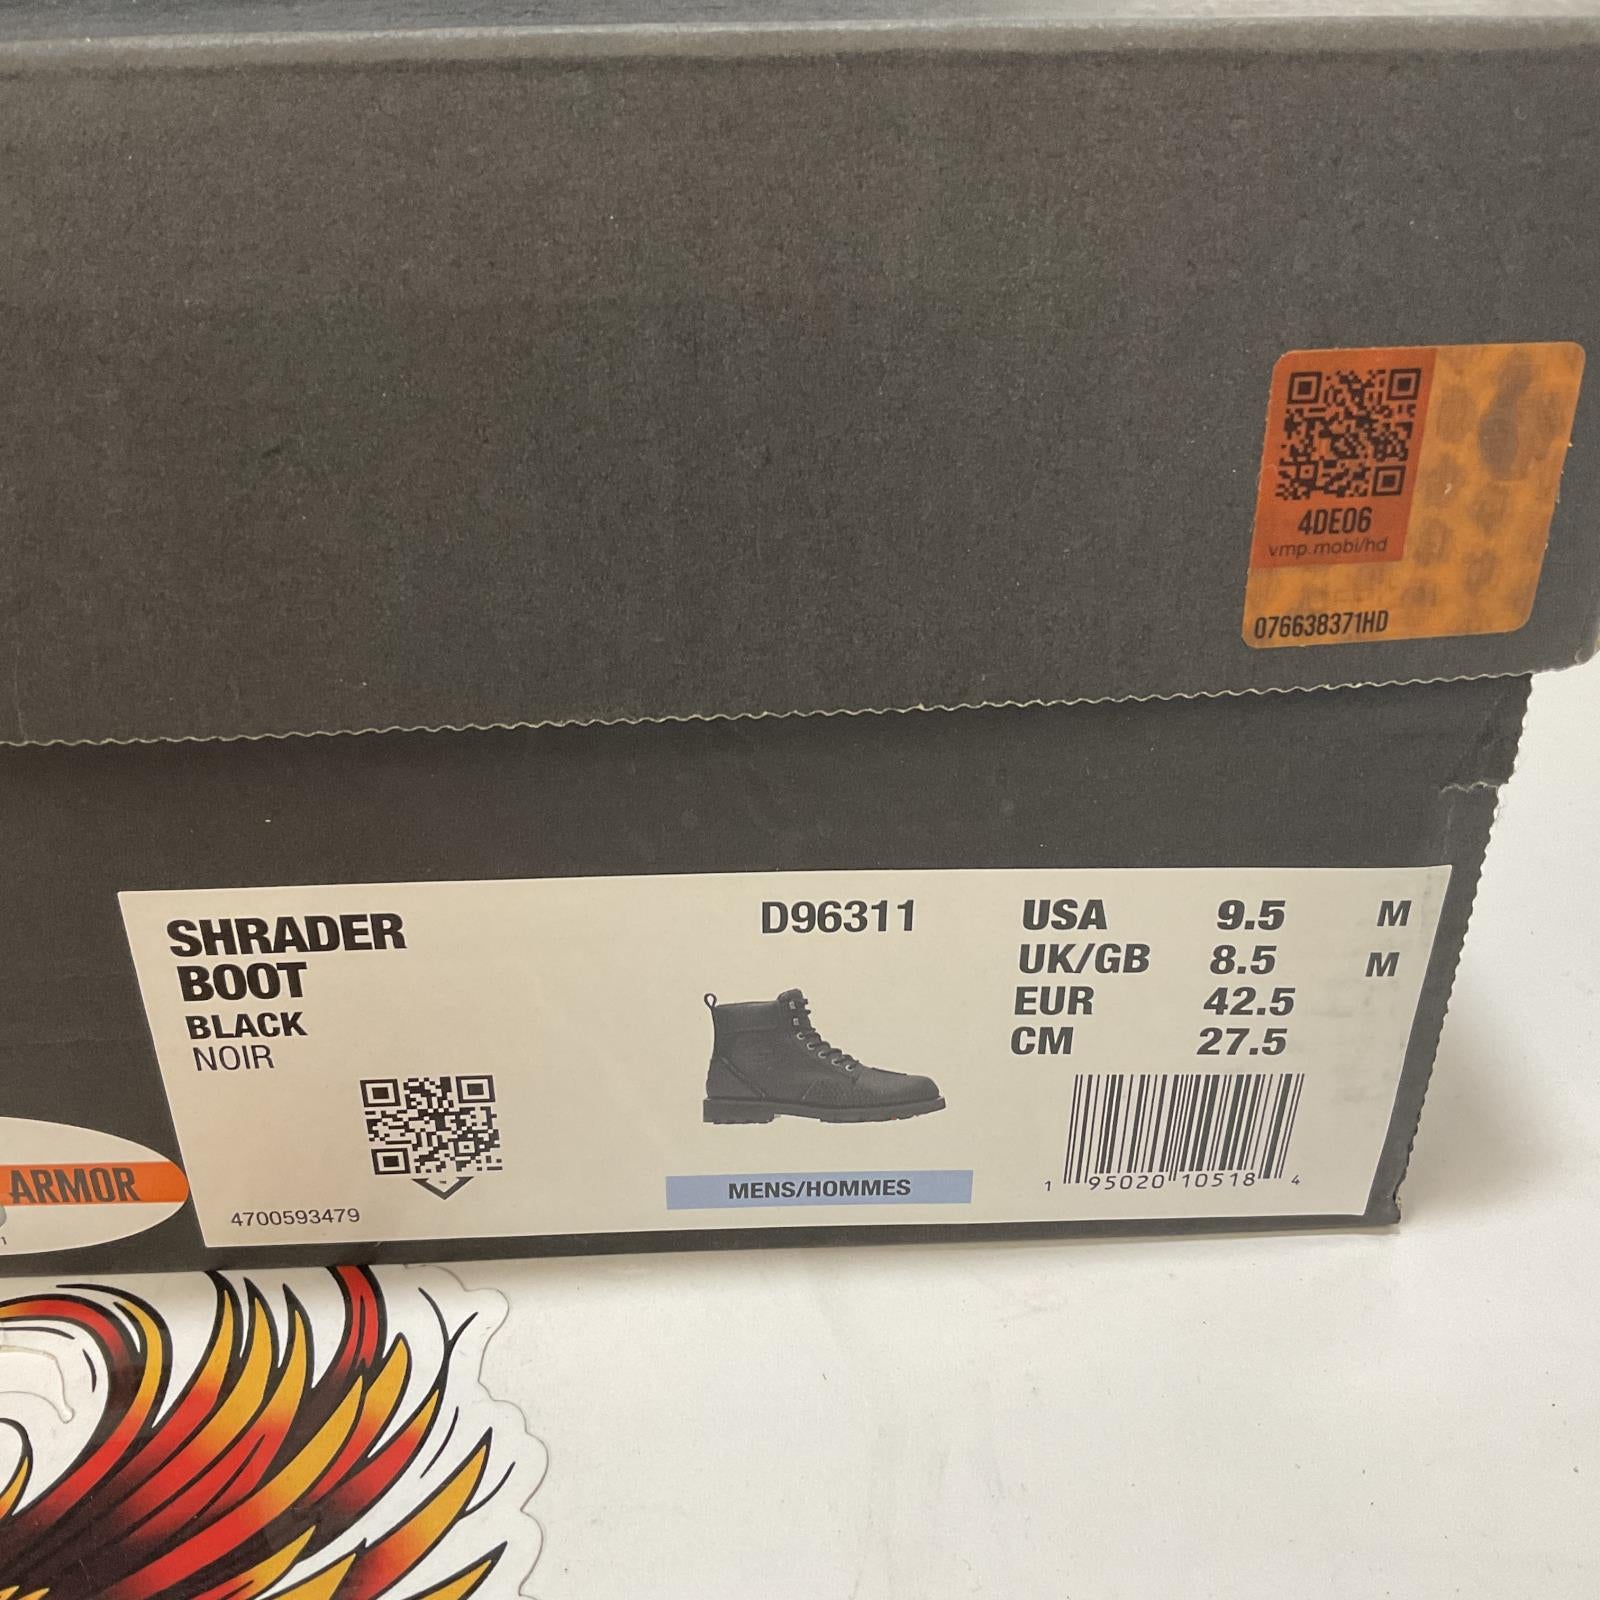 4DE06
vmp.mobi/hd
076638371HD
SHRADER
BOOT
BLACK
NOIR
4700593479
D96311
MENS/HOMMES
USA 9.5 M
UK/GB 8.5 M
EUR 42.5
CM 27.5
1 95020 10518 4
ARMOR
1